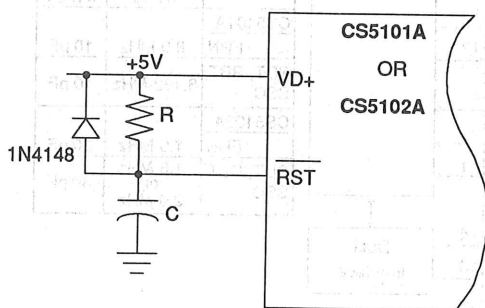 CS5101A
+5V
VD+
OR
CS5102A
R
1N4148
RST
C